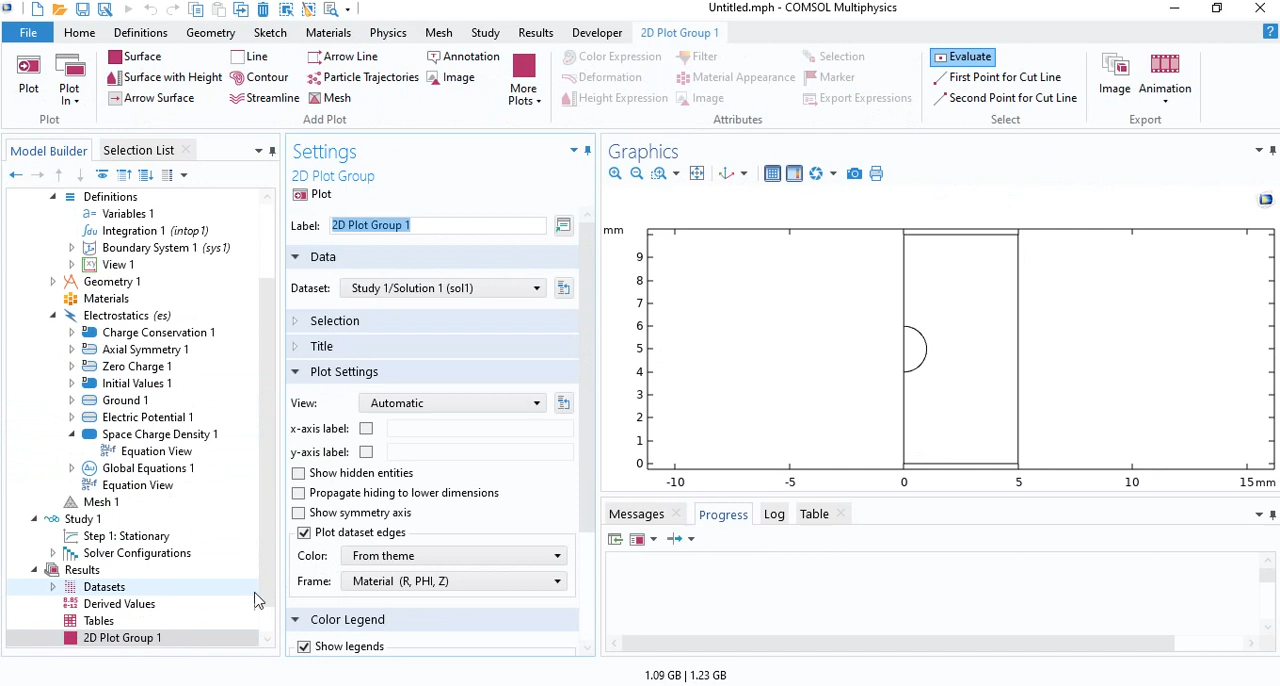 Untitled.mph - COMSOL Multiphysics
File Home Definitions Geometry Sketch Materials Physics Mesh Study Results Developer 2D Plot Group 1
Plot
Plot In
Plot
Surface Line Arrow Line Annotation
Surface with Height Contour Particle Trajectories Image
Arrow Surface Streamline Mesh
More Plots
Add Plot
Color Expression Filter Selection
Deformation Material Appearance Marker
Height Expression Image Export Expressions
Attributes
Evaluate
First Point for Cut Line
Second Point for Cut Line
Select
Image Animation
Export
Model Builder Selection List
Definitions
a= Variables 1
∫du Integration 1 (intop1)
Boundary System 1 (sys1)
View 1
Geometry 1
Materials
Electrostatics (es)
Charge Conservation 1
Axial Symmetry 1
Zero Charge 1
Initial Values 1
Ground 1
Electric Potential 1
Space Charge Density 1
Equation View
Global Equations 1
Equation View
Mesh 1
Study 1
Step 1: Stationary
Solver Configurations
Results
Datasets
8.85 e-12 Derived Values
Tables
2D Plot Group 1
Settings
2D Plot Group
Plot
Label: 2D Plot Group 1
Data
Dataset: Study 1/Solution 1 (sol1)
Selection
Title
Plot Settings
View: Automatic
x-axis label:
y-axis label:
Show hidden entities
Propagate hiding to lower dimensions
Show symmetry axis
Plot dataset edges
Color: From theme
Frame: Material (R, PHI, Z)
Color Legend
Show legends
Graphics
mm
9
8
7
6
5
4
3
2
1
0
-10 -5 0 5 10 15 mm
Messages Progress Log Table
1.09 GB | 1.23 GB